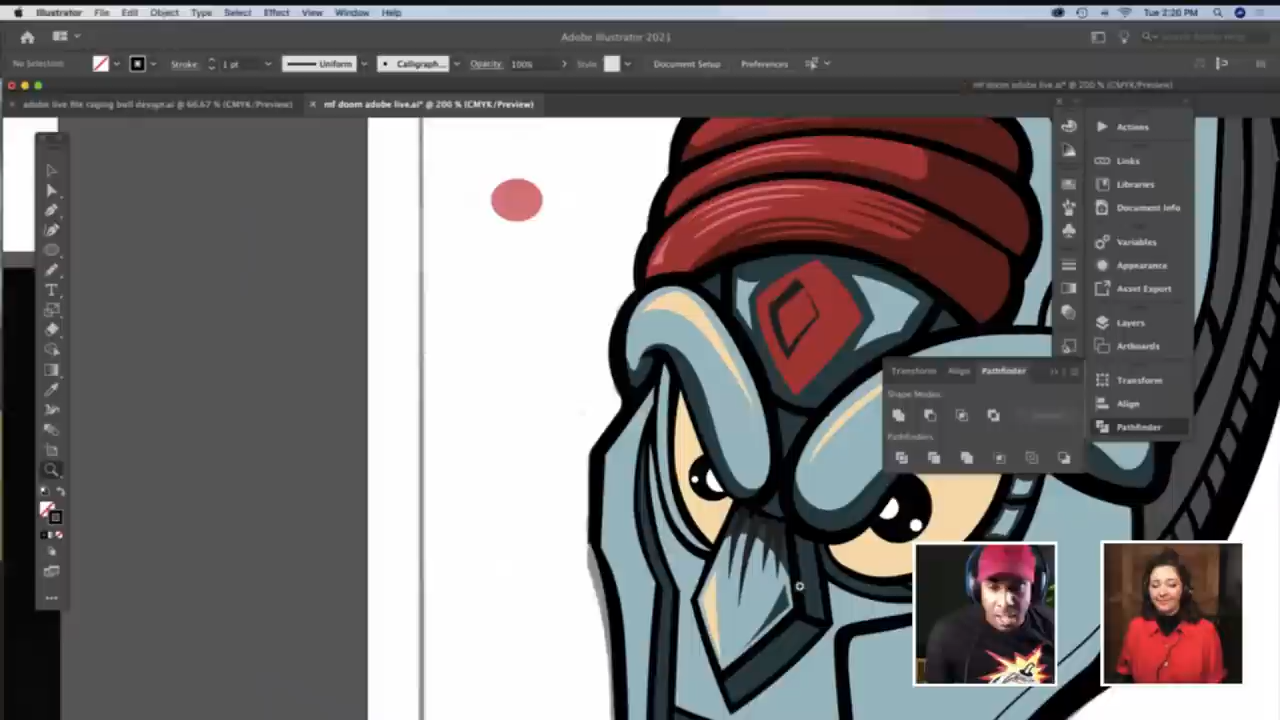 Illustrator File Edit Object Type Select Effect View Window Help
Tue 2:20 PM
Adobe Illustrator 2021
No Selection
Stroke: 1 pt Uniform Calligraph... Opacity: 100% Style: Document Setup Preferences
mf doom adobe live.ai* @ 200 % (CMYK/Preview)
adobe live file raging bull design.ai @ 66.67 % (CMYK/Preview)
mf doom adobe live.ai* @ 200 % (CMYK/Preview)
Actions
Links
Libraries
Document Info
Variables
Appearance
Asset Export
Layers
Artboards
Transform Align Pathfinder
Shape Modes:
Pathfinders:
Transform
Align
Pathfinder